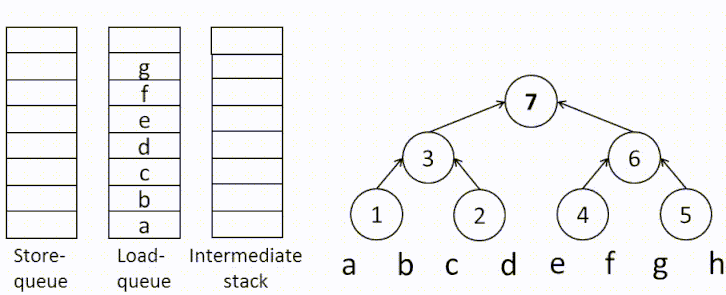 g
f
e
d
c
b
a
Store-
queue
Load-
queue
Intermediate
stack
7
3
6
1
2
4
5
a b c d e f g h